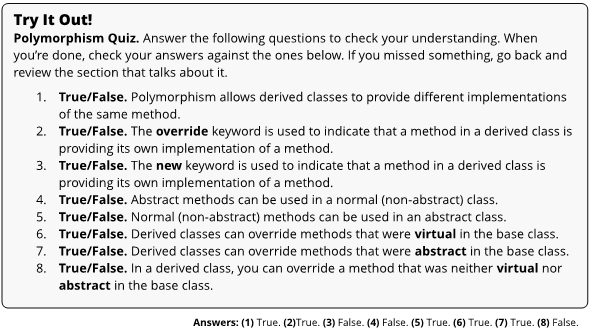 Try It Out!
Polymorphism Quiz. Answer the following questions to check your understanding. When
you're done, check your answers against the ones below. If you missed something, go back and
review the section that talks about it.
1. True/False. Polymorphism allows derived classes to provide different implementations
of the same method.
2. True/False. The override keyword is used to indicate that a method in a derived class is
providing its own implementation of a method.
3. True/False. The new keyword is used to indicate that a method in a derived class is
providing its own implementation of a method.
4. True/False. Abstract methods can be used in a normal (non-abstract) class.
5. True/False. Normal (non-abstract) methods can be used in an abstract class.
6. True/False. Derived classes can override methods that were virtual in the base class.
7. True/False. Derived classes can override methods that were abstract in the base class.
8. True/False. In a derived class, you can override a method that was neither virtual nor
abstract in the base class.
Answers: (1) True. (2)True. (3) False. (4) False. (5) True. (6) True. (7) True. (8) False.